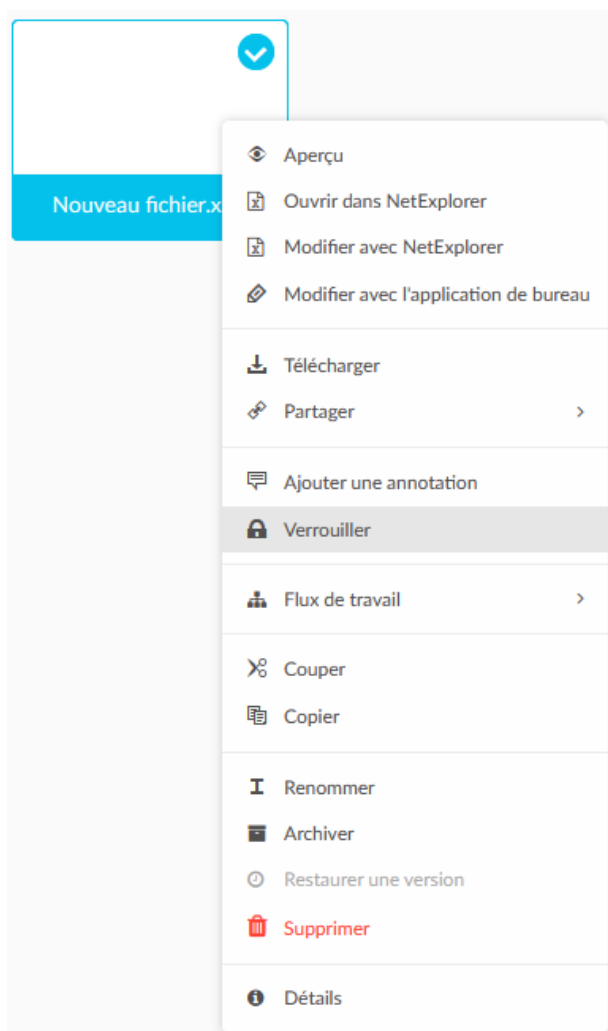 Nouveau fichier.x
Aperçu
Ouvrir dans NetExplorer
Modifier avec NetExplorer
Modifier avec l'application de bureau
Télécharger
Partager
Ajouter une annotation
Verrouiller
Flux de travail
Couper
Copier
Renommer
Archiver
Restaurer une version
Supprimer
Détails